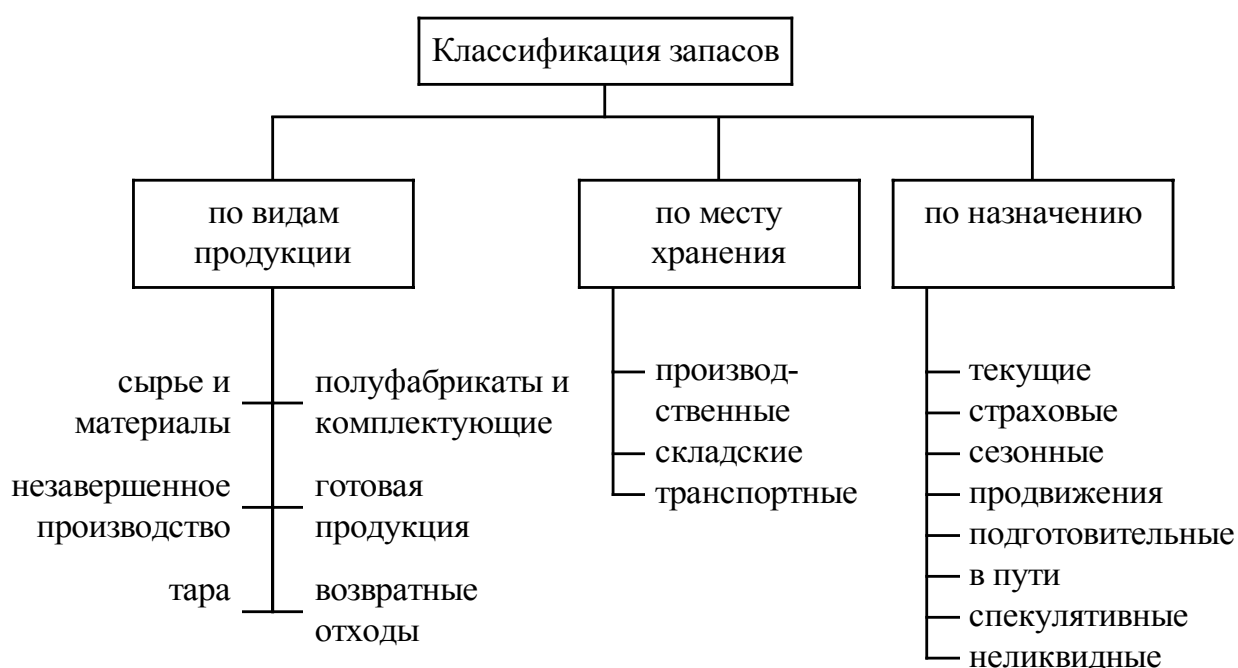 Классификация запасов
по видам
продукции
по месту
хранения
по назначению
сырье и
материалы
полуфабрикаты и
комплектующие
незавершенное
производство
готовая
продукция
тара
возвратные
отходы
производ-
ственные
складские
транспортные
текущие
страховые
сезонные
продвижения
подготовительные
в пути
спекулятивные
неликвидные